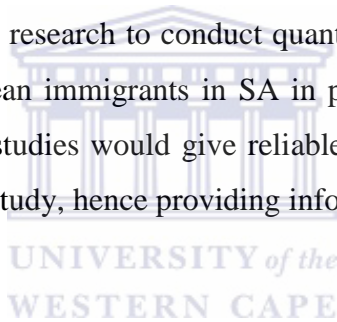 research to conduct quant
ean immigrants in SA in p
studies would give reliable
study, hence providing info
UNIVERSITY of the
WESTERN CAPE